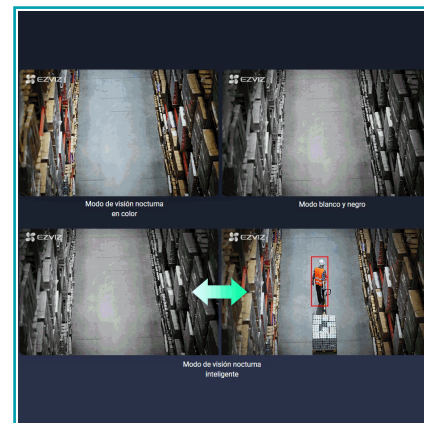 EZVIZ
EZVIZ
Modo de visión nocturna
en color
Modo blanco y negro
EZVIZ
EZVIZ
Modo de visión nocturna
inteligente